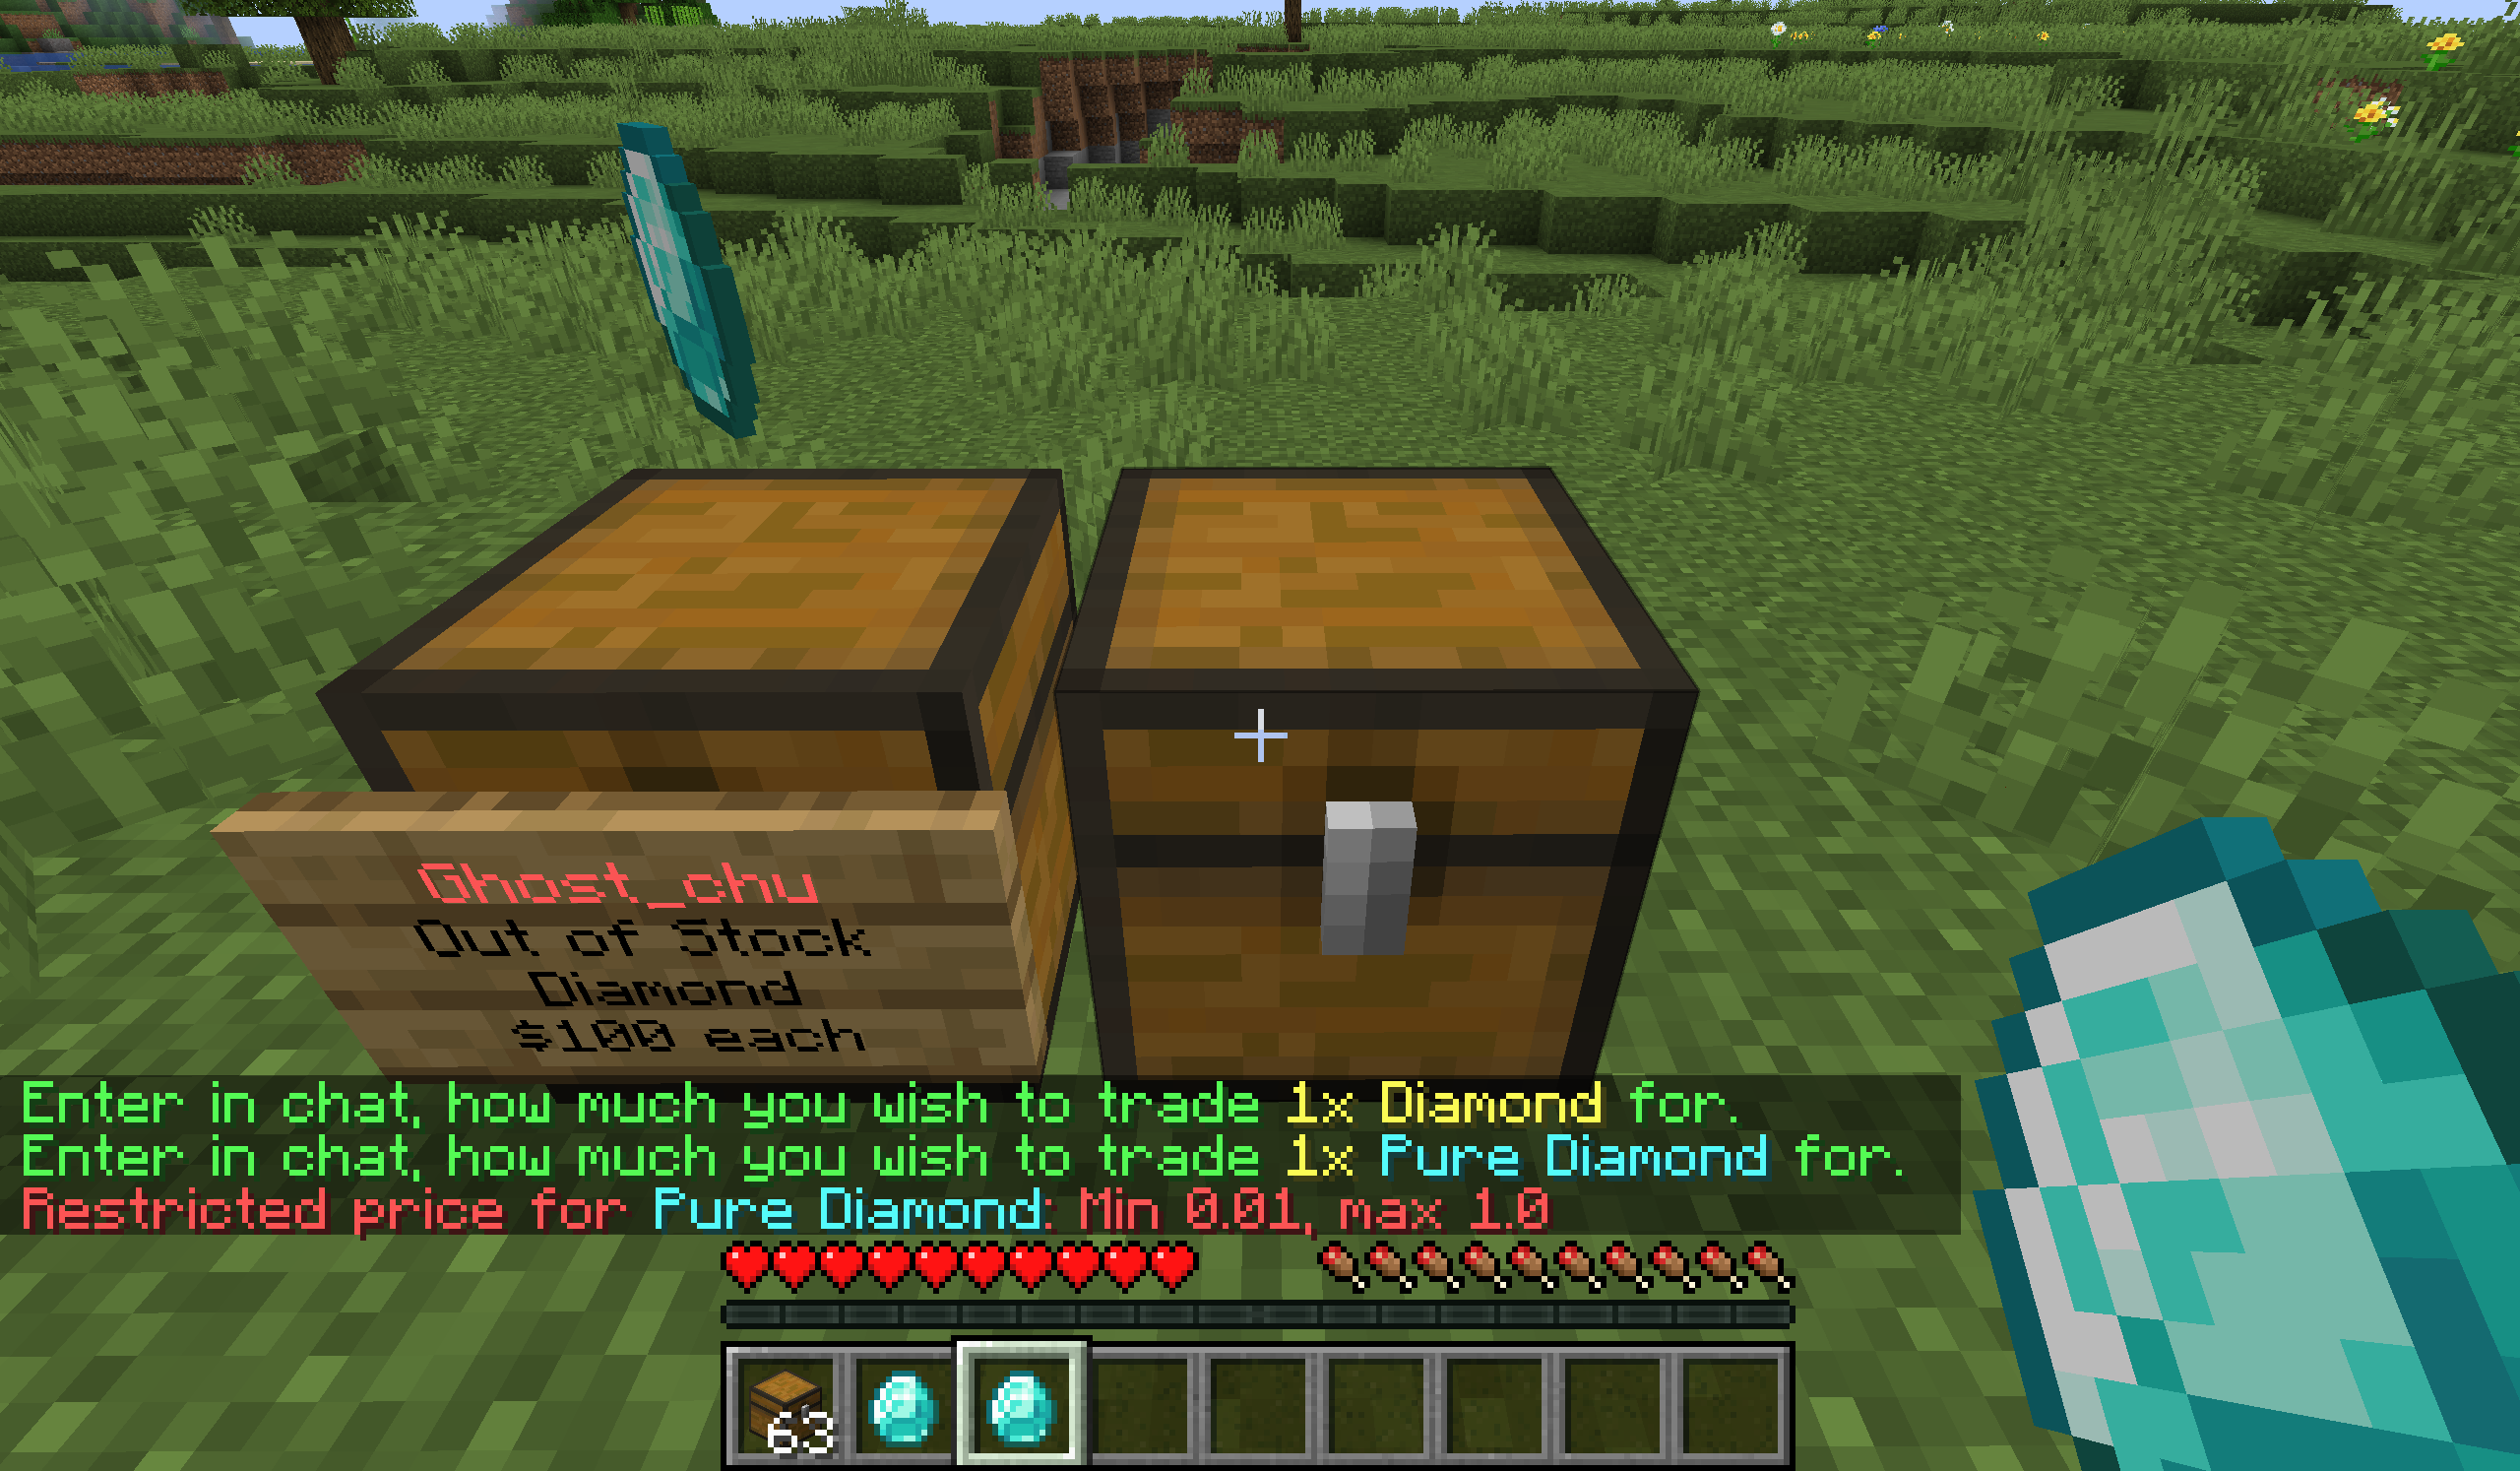 Ghost_chu
Out of Stock
Diamond
$100 each
Enter in chat, how much you wish to trade 1x Diamond for.
Enter in chat, how much you wish to trade 1x Pure Diamond for.
Restricted price for Pure Diamond: Min 0.01, max 1.0
63